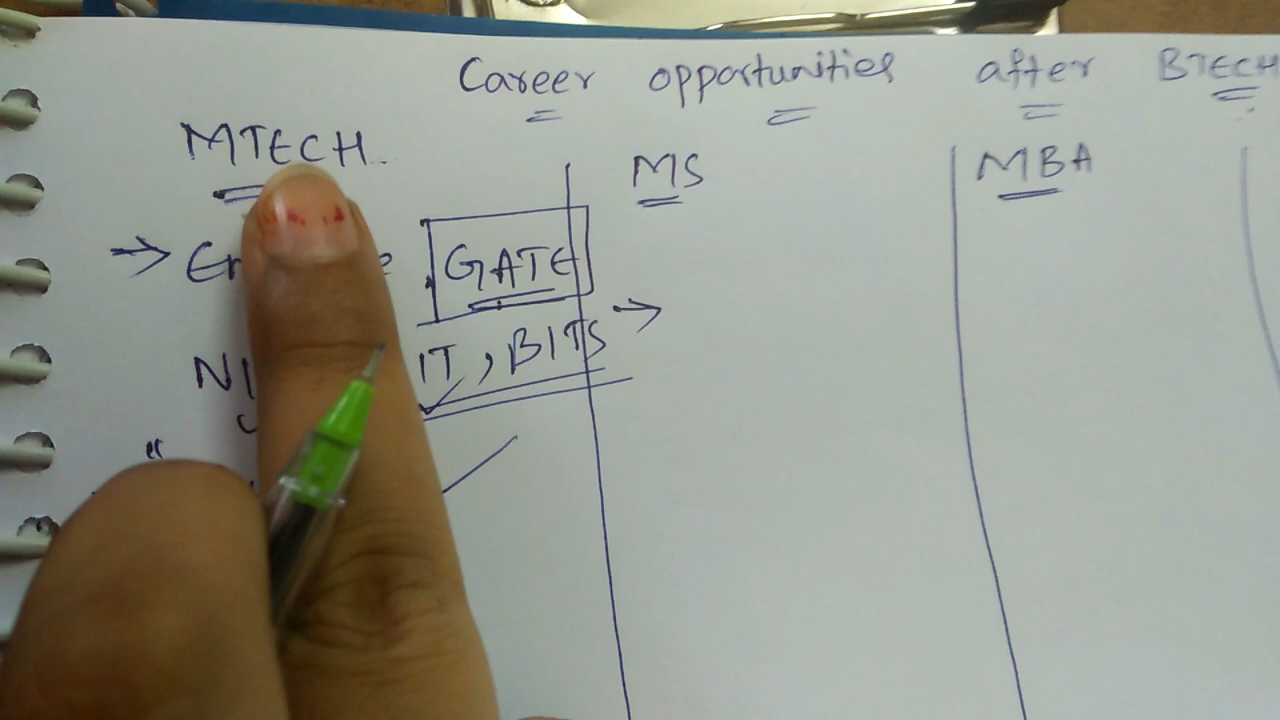 Career opportunities after BTECH
MTECH.
MS
MBA
→ GATE
IT, BITS →